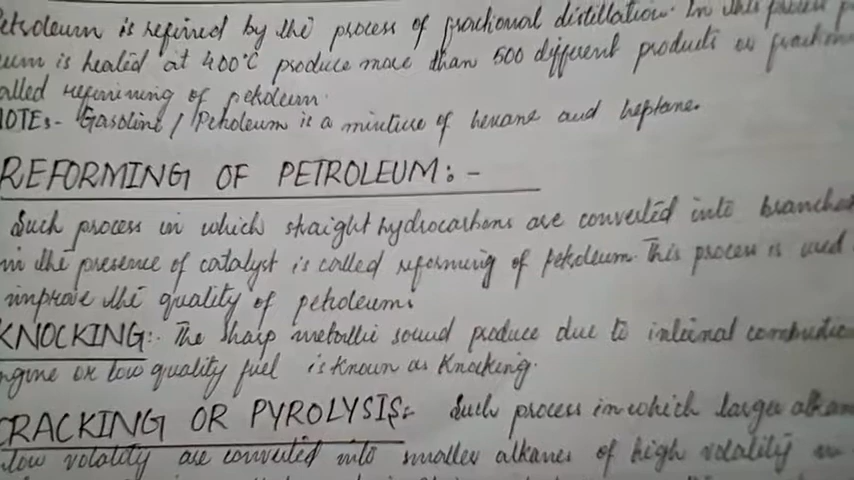 etroleum is refined by the process of fractional distillation. In this process p
eum is heated at 400°C produce more than 500 different products or fraction
alled refining of petroleum.
NOTE:- Gasoline / Petroleum is a mixture of hexane and heptane.
REFORMING OF PETROLEUM:-
Such process in which straight hydrocarbons are converted into branched
in the presence of catalyst is called reforming of petroleum. This process is used
improve the quality of petroleum.
KNOCKING:- The sharp metallic sound produce due to internal combustion
ngine or low quality fuel is known as Knocking.
CRACKING OR PYROLYSIS:- Such process in which larger alkan
low volatity are converted into smaller alkanes of high volatity